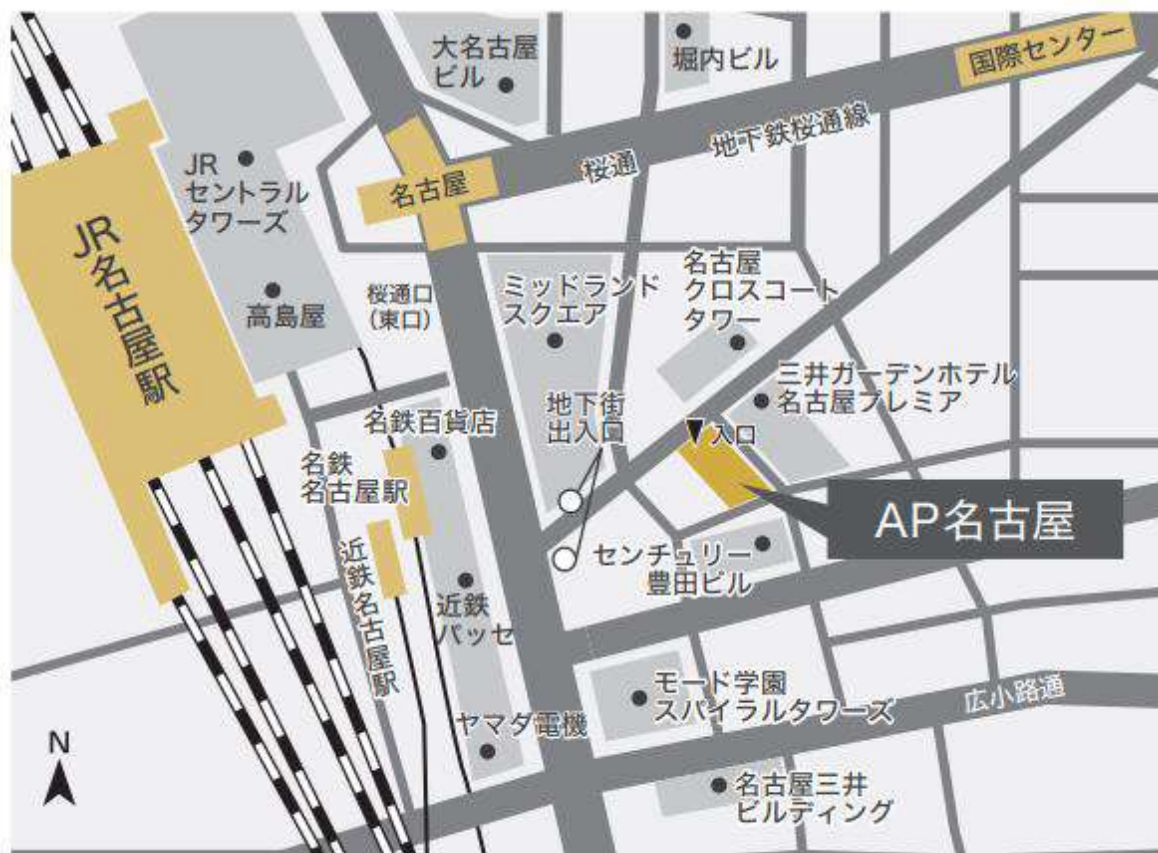 大名古屋
ビル
堀内ビル
国際センター
地下鉄桜通線
桜通
JR
セントラル
タワーズ
名古屋
JR名古屋駅
高島屋
桜通口
(東口)
ミッドランド
スクエア
名古屋
クロスコート
タワー
三井ガーデンホテル
名古屋プレミア
地下街
出入口
名鉄百貨店
入口
名鉄
名古屋駅
AP名古屋
近鉄名古屋駅
近鉄
パッセ
センチュリー
豊田ビル
モード学園
スパイラルタワーズ
広小路通
ヤマダ電機
N
名古屋三井
ビルディング